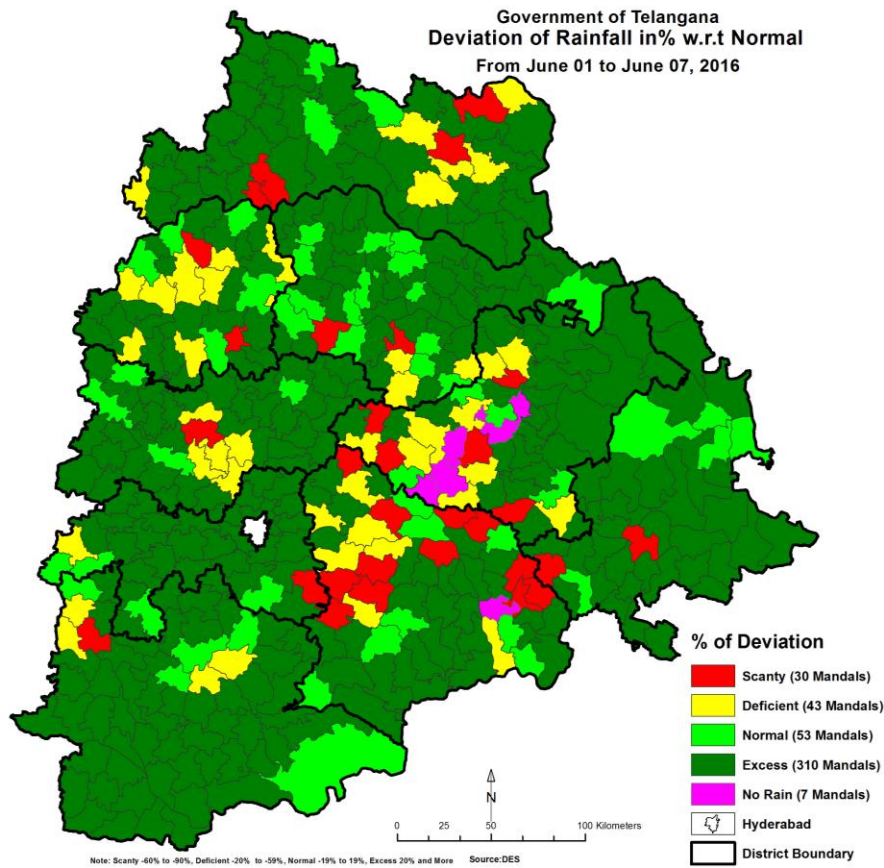 Government of Telangana
Deviation of Rainfall in% w.r.t Normal
From June 01 to June 07, 2016
% of Deviation
Scanty (30 Mandals)
Deficient (43 Mandals)
Normal (53 Mandals)
Excess (310 Mandals)
No Rain (7 Mandals)
Hyderabad
District Boundary
N
0 25 50 100 Kilometers
Note: Scanty -60% to -90%, Deficient -20% to -59%, Normal -19% to 19%, Excess 20% and More Source:DES